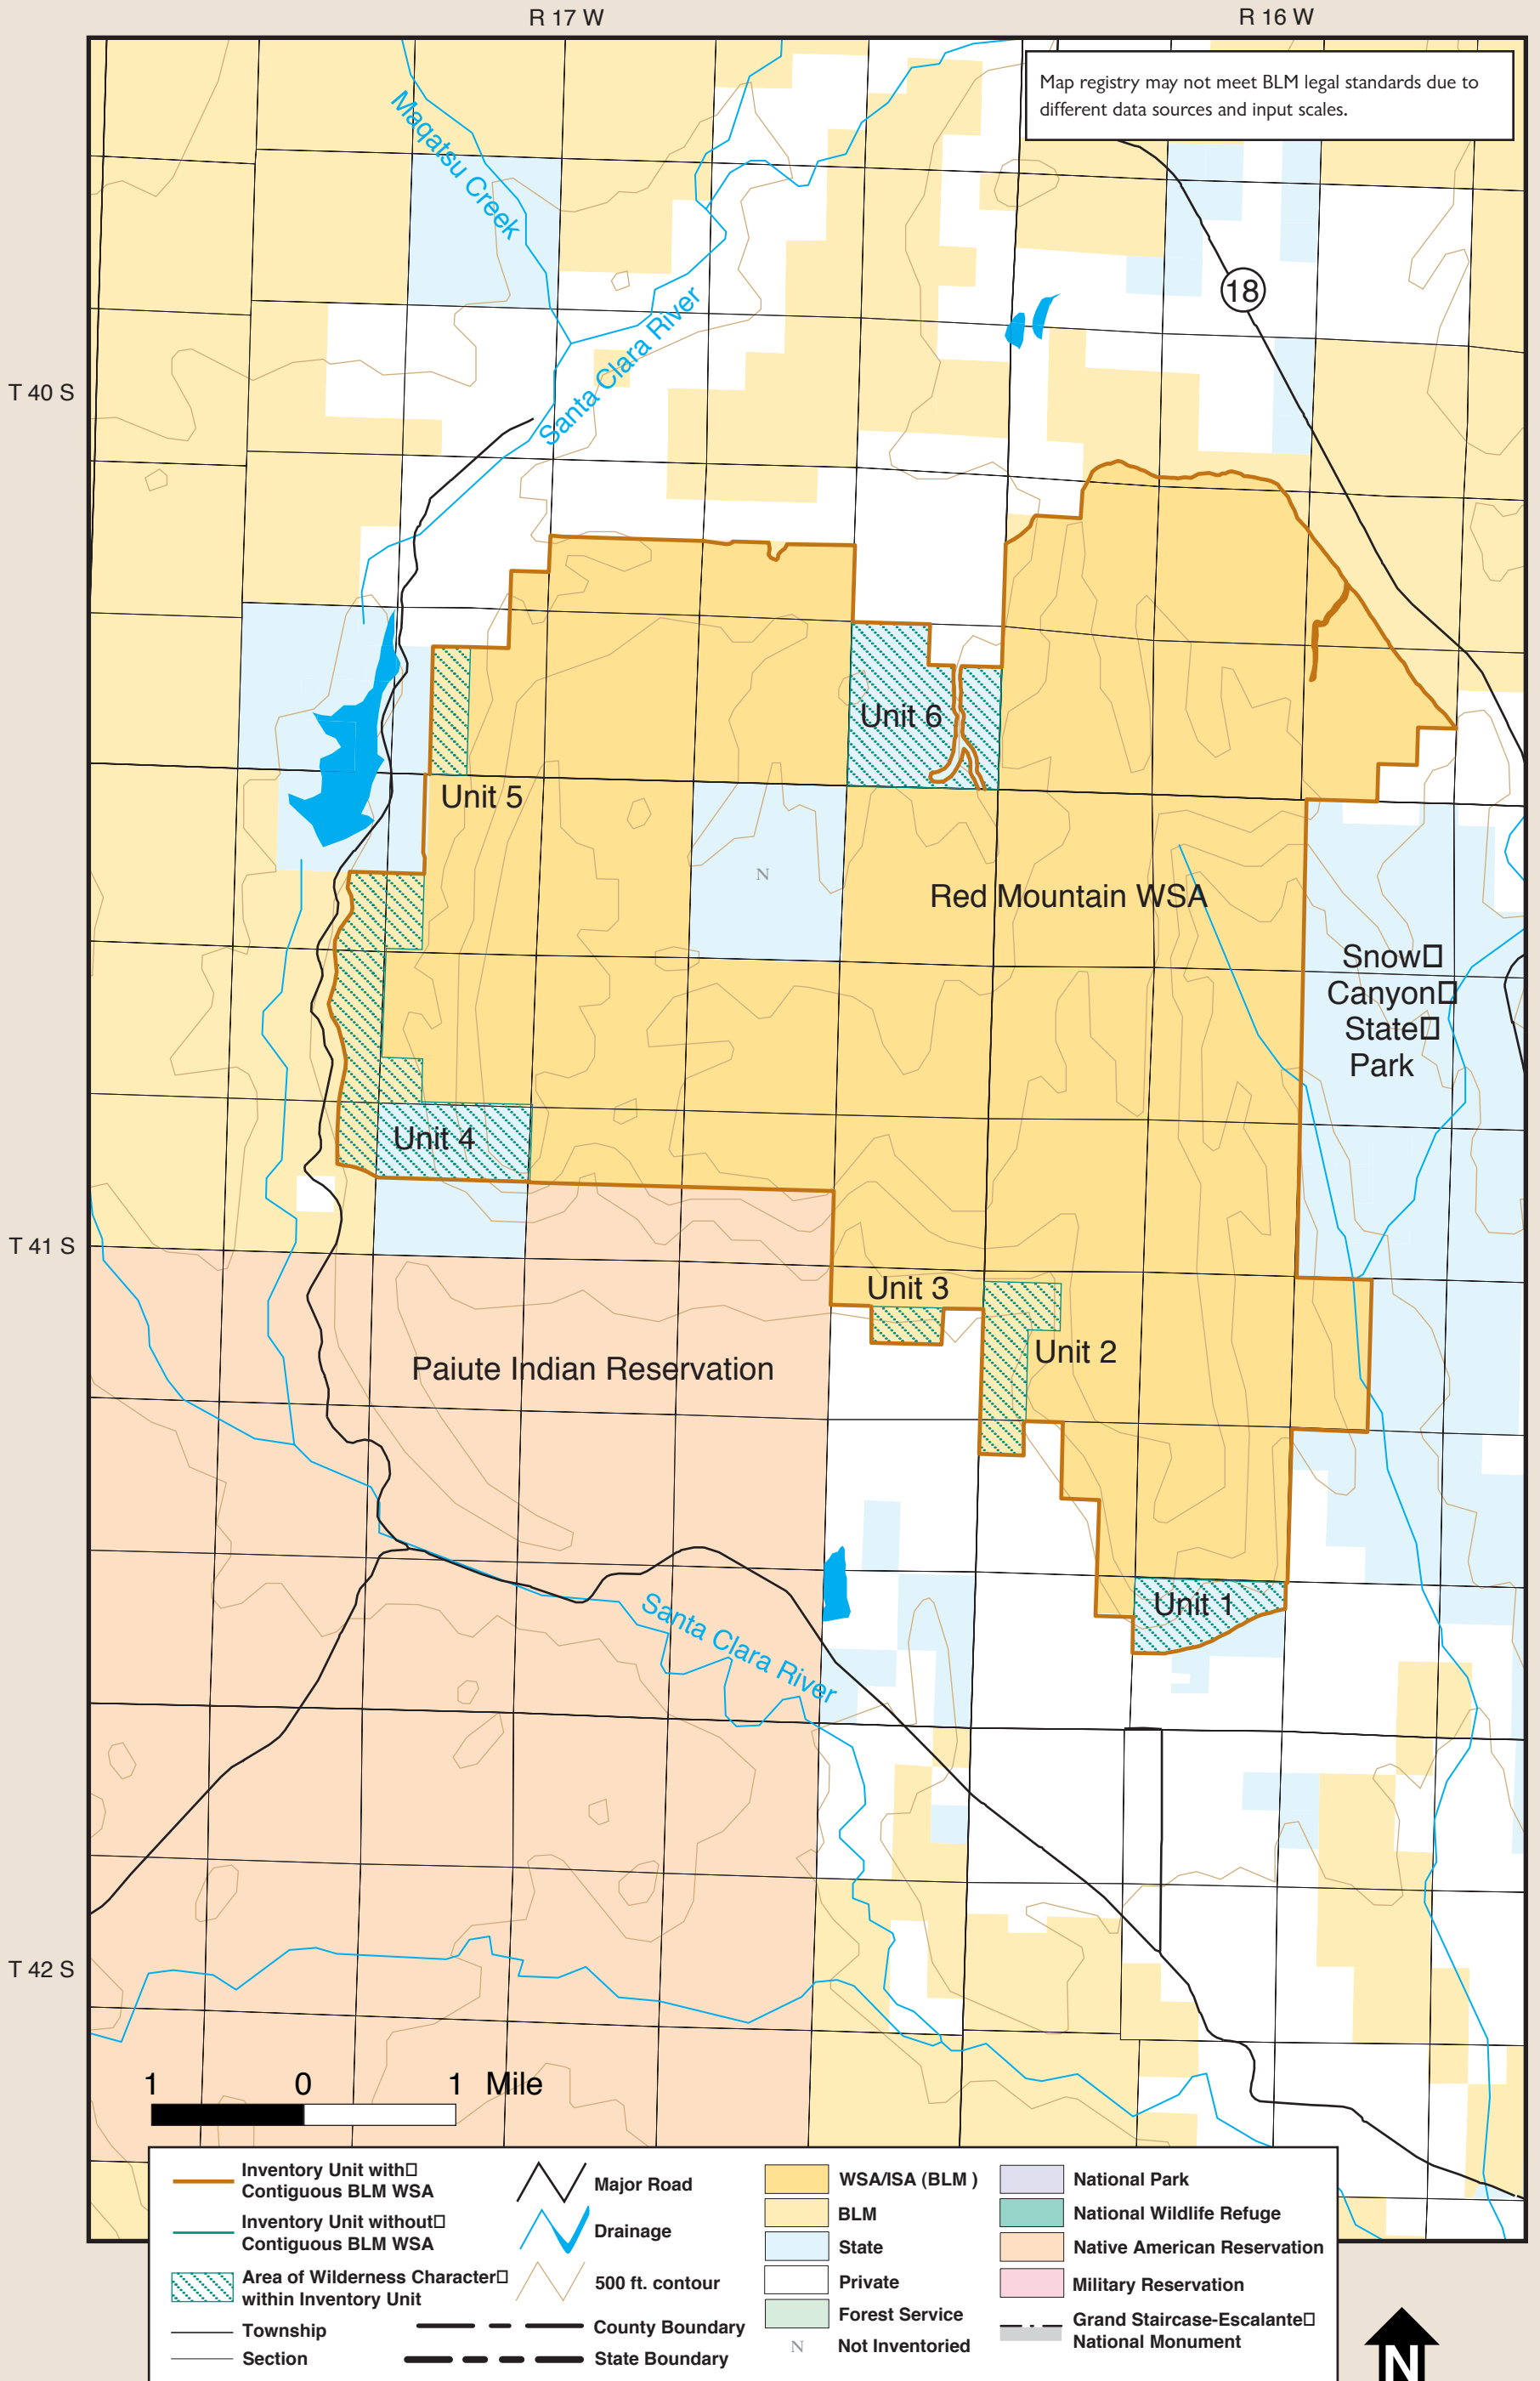 R 17 W
R 16 W
Map registry may not meet BLM legal standards due to
different data sources and input scales.
Maqatsu Creek
18
Santa Clara River
T 40 S
Unit 6
Unit 5
N
Red Mountain WSA
Snow□
Canyon□
State□
Park
Unit 4
T 41 S
Unit 3
Unit 2
Paiute Indian Reservation
Unit 1
Santa Clara River
T 42 S
1 0 1 Mile
Inventory Unit with□
Contiguous BLM WSA
Inventory Unit without□
Contiguous BLM WSA
Area of Wilderness Character□
within Inventory Unit
Township
Section
Major Road
Drainage
500 ft. contour
County Boundary
State Boundary
WSA/ISA (BLM )
BLM
State
Private
Forest Service
N Not Inventoried
National Park
National Wildlife Refuge
Native American Reservation
Military Reservation
Grand Staircase-Escalante□
National Monument
N